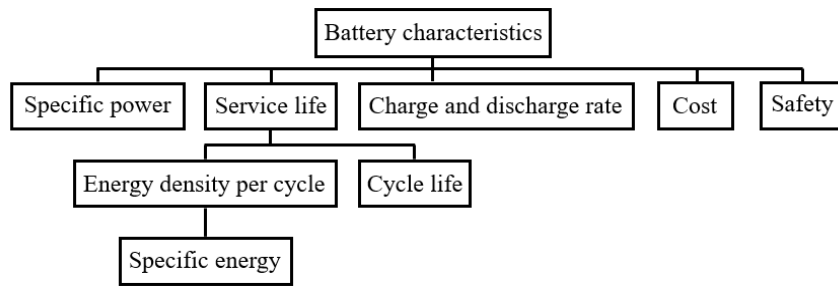 Battery characteristics
Specific power
Service life
Charge and discharge rate
Cost
Safety
Energy density per cycle
Cycle life
Specific energy